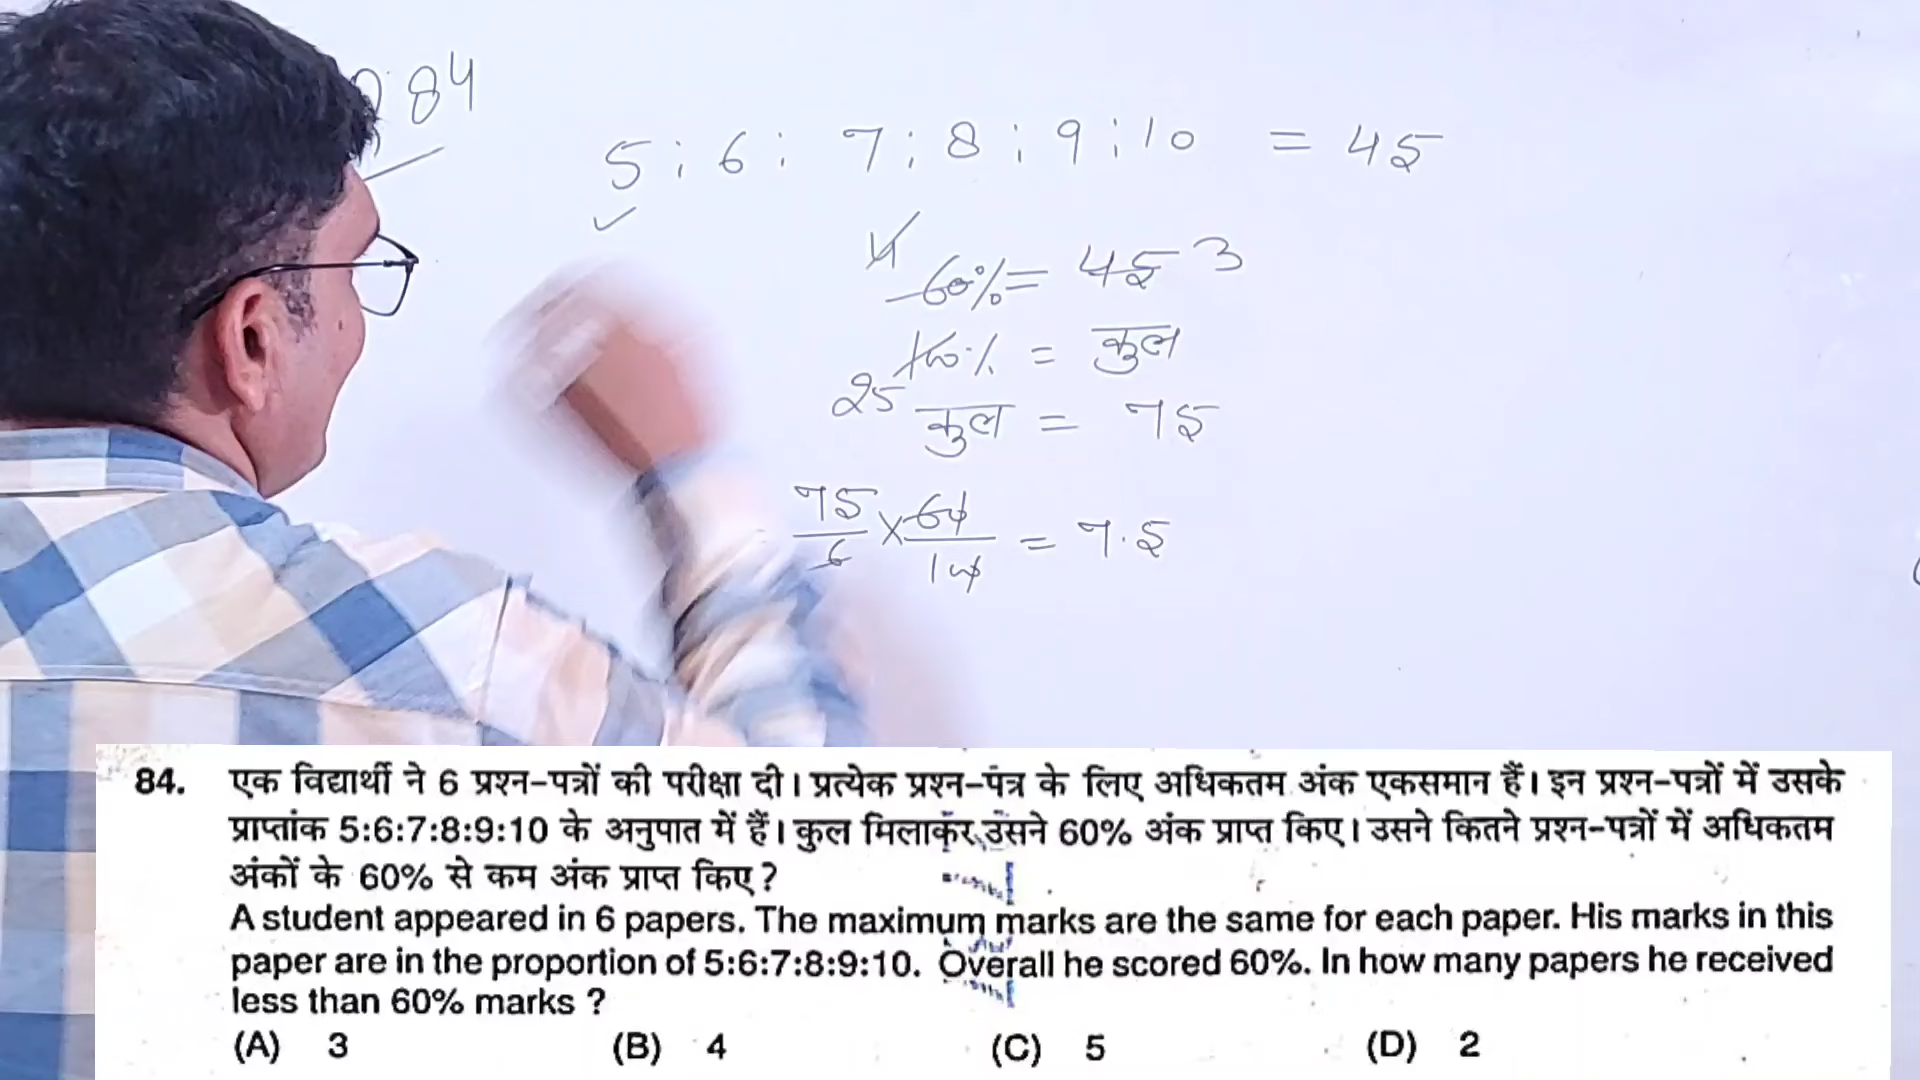 84
5 : 6 : 7 : 8 : 9 : 10 = 45
60% = 45 3
100% = कुल
25 कुल = 75
75/6 × 60/100 = 7.5
84. एक विद्यार्थी ने 6 प्रश्न-पत्रों की परीक्षा दी। प्रत्येक प्रश्न-पंत्र के लिए अधिकतम अंक एकसमान हैं। इन प्रश्न-पत्रों में उसके
प्राप्तांक 5:6:7:8:9:10 के अनुपात में हैं। कुल मिलाकर उसने 60% अंक प्राप्त किए। उसने कितने प्रश्न-पत्रों में अधिकतम
अंकों के 60% से कम अंक प्राप्त किए?
A student appeared in 6 papers. The maximum marks are the same for each paper. His marks in this
paper are in the proportion of 5:6:7:8:9:10. Overall he scored 60%. In how many papers he received
less than 60% marks ?
(A) 3 (B) 4 (C) 5 (D) 2